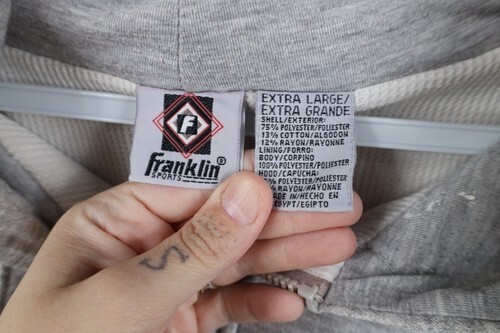 F
Franklin®
SPORTS
EXTRA LARGE/
EXTRA GRANDE
SHELL/EXTERIOR:
75% POLYESTER/POLIESTER
13% COTTON/ALGODON
12% RAYON/RAYONNE
LINING/FORRO:
BODY/CORPINO
100% POLYESTER/POLIESTER
HOOD/CAPUCHA:
POLYESTER/POLIESTER
RAYON/RAYONNE
MADE IN/HECHO EN
EGYPT/EGIPTO